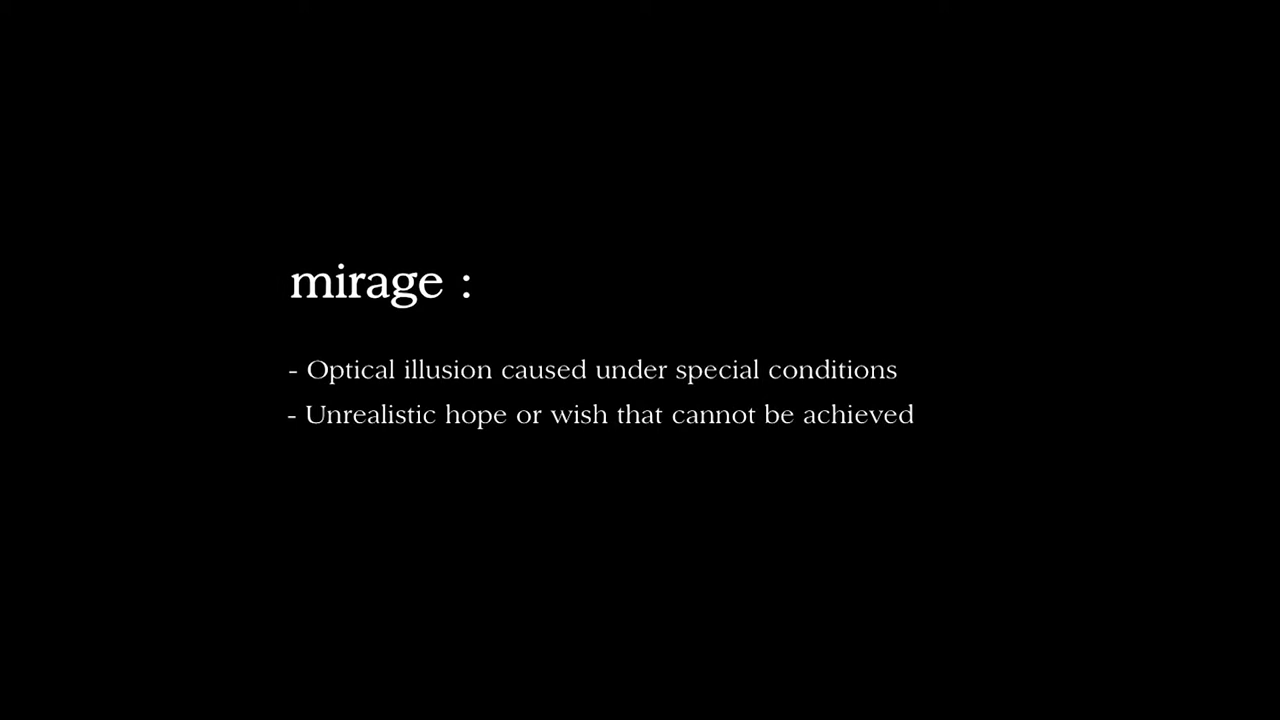 mirage :
- Optical illusion caused under special conditions
- Unrealistic hope or wish that cannot be achieved